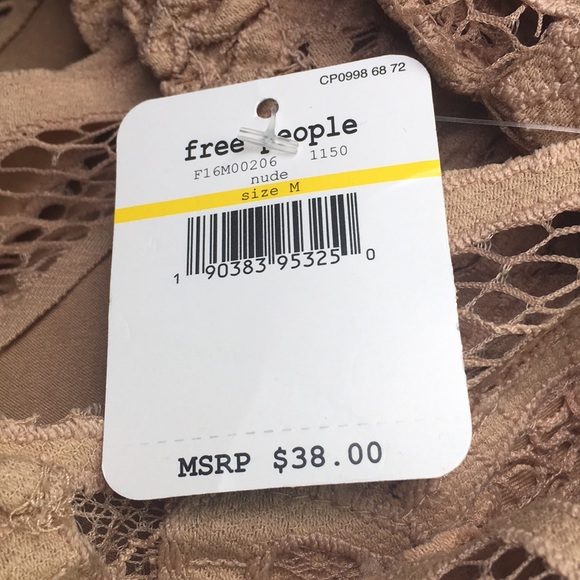 CP0998 68 72
free people
F16M00206 1150
nude
size M
1 90383 95325 0
MSRP $38.00